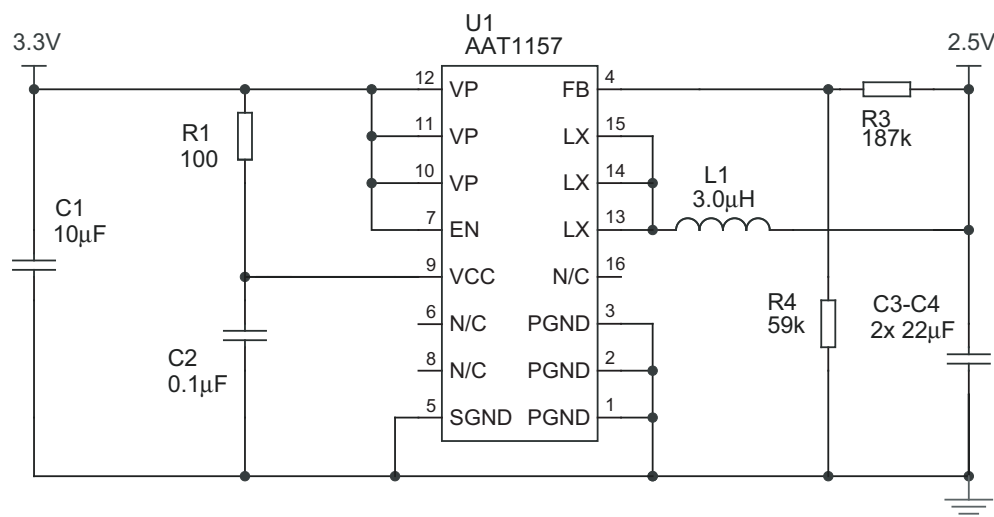 U1
AAT1157
3.3V
2.5V
12 VP
FB 4
R1
100
11 VP
LX 15
R3
187k
10 VP
LX 14
L1
3.0μH
C1
10μF
7 EN
LX 13
9 VCC
N/C 16
6 N/C
PGND 3
R4
59k
C3-C4
2x 22μF
C2
0.1μF
8 N/C
PGND 2
5 SGND
PGND 1